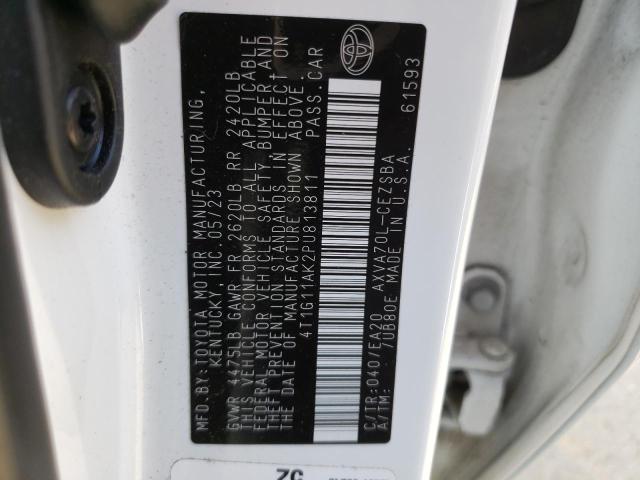 MFD.BY:TOYOTA MOTOR MANUFACTURING,
KENTUCKY, INC. 05/23
GVWR 4475LB GAWR FR 2620LB RR 2420LB
THIS VEHICLE CONFORMS TO ALL APPLICABLE
FEDERAL MOTOR VEHICLE SAFETY, BUMPER AND
THEFT PREVENTION STANDARDS IN EFFECT ON
THE DATE OF MANUFACTURE SHOWN ABOVE.
4T1G11AK2PU813811 PASS.CAR
C/TR:040/EA20 AXVA70L-CEZSBA
A/TM: 7UB80E MADE IN U.S.A. 61593